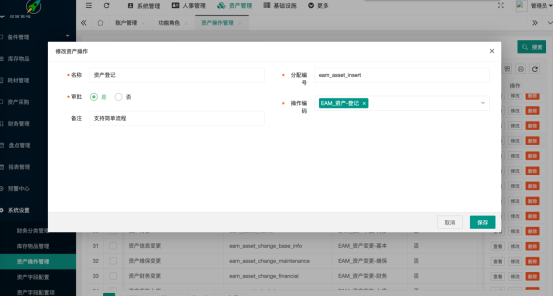 系统管理 人事管理 资产管理 基础设施 更多 管理员
账户管理 功能角色 资产操作管理
备件管理
搜索
修改资产操作
库存物品
名称 资产登记 分配编号 eam_asset_insert
耗材管理
操作
审批 是 否 操作编码 EAM_资产-登记
资产采购
修改 删除
备注 支持简单流程
财务管理
盘点管理
报表管理
预警中心
系统设置
取消 保存
财务分类管理
库存物品管理
31 资产信息变更 eam_asset_change_base_info EAM_资产变更-基本 否 查看 修改 删除
资产操作管理
32 资产维保变更 eam_asset_change_maintenance EAM_资产变更-维保 否 查看 修改 删除
资产字段配置
33 资产财务变更 eam_asset_change_financial EAM_资产变更-财务 否 查看 修改 删除
资产字段配置项